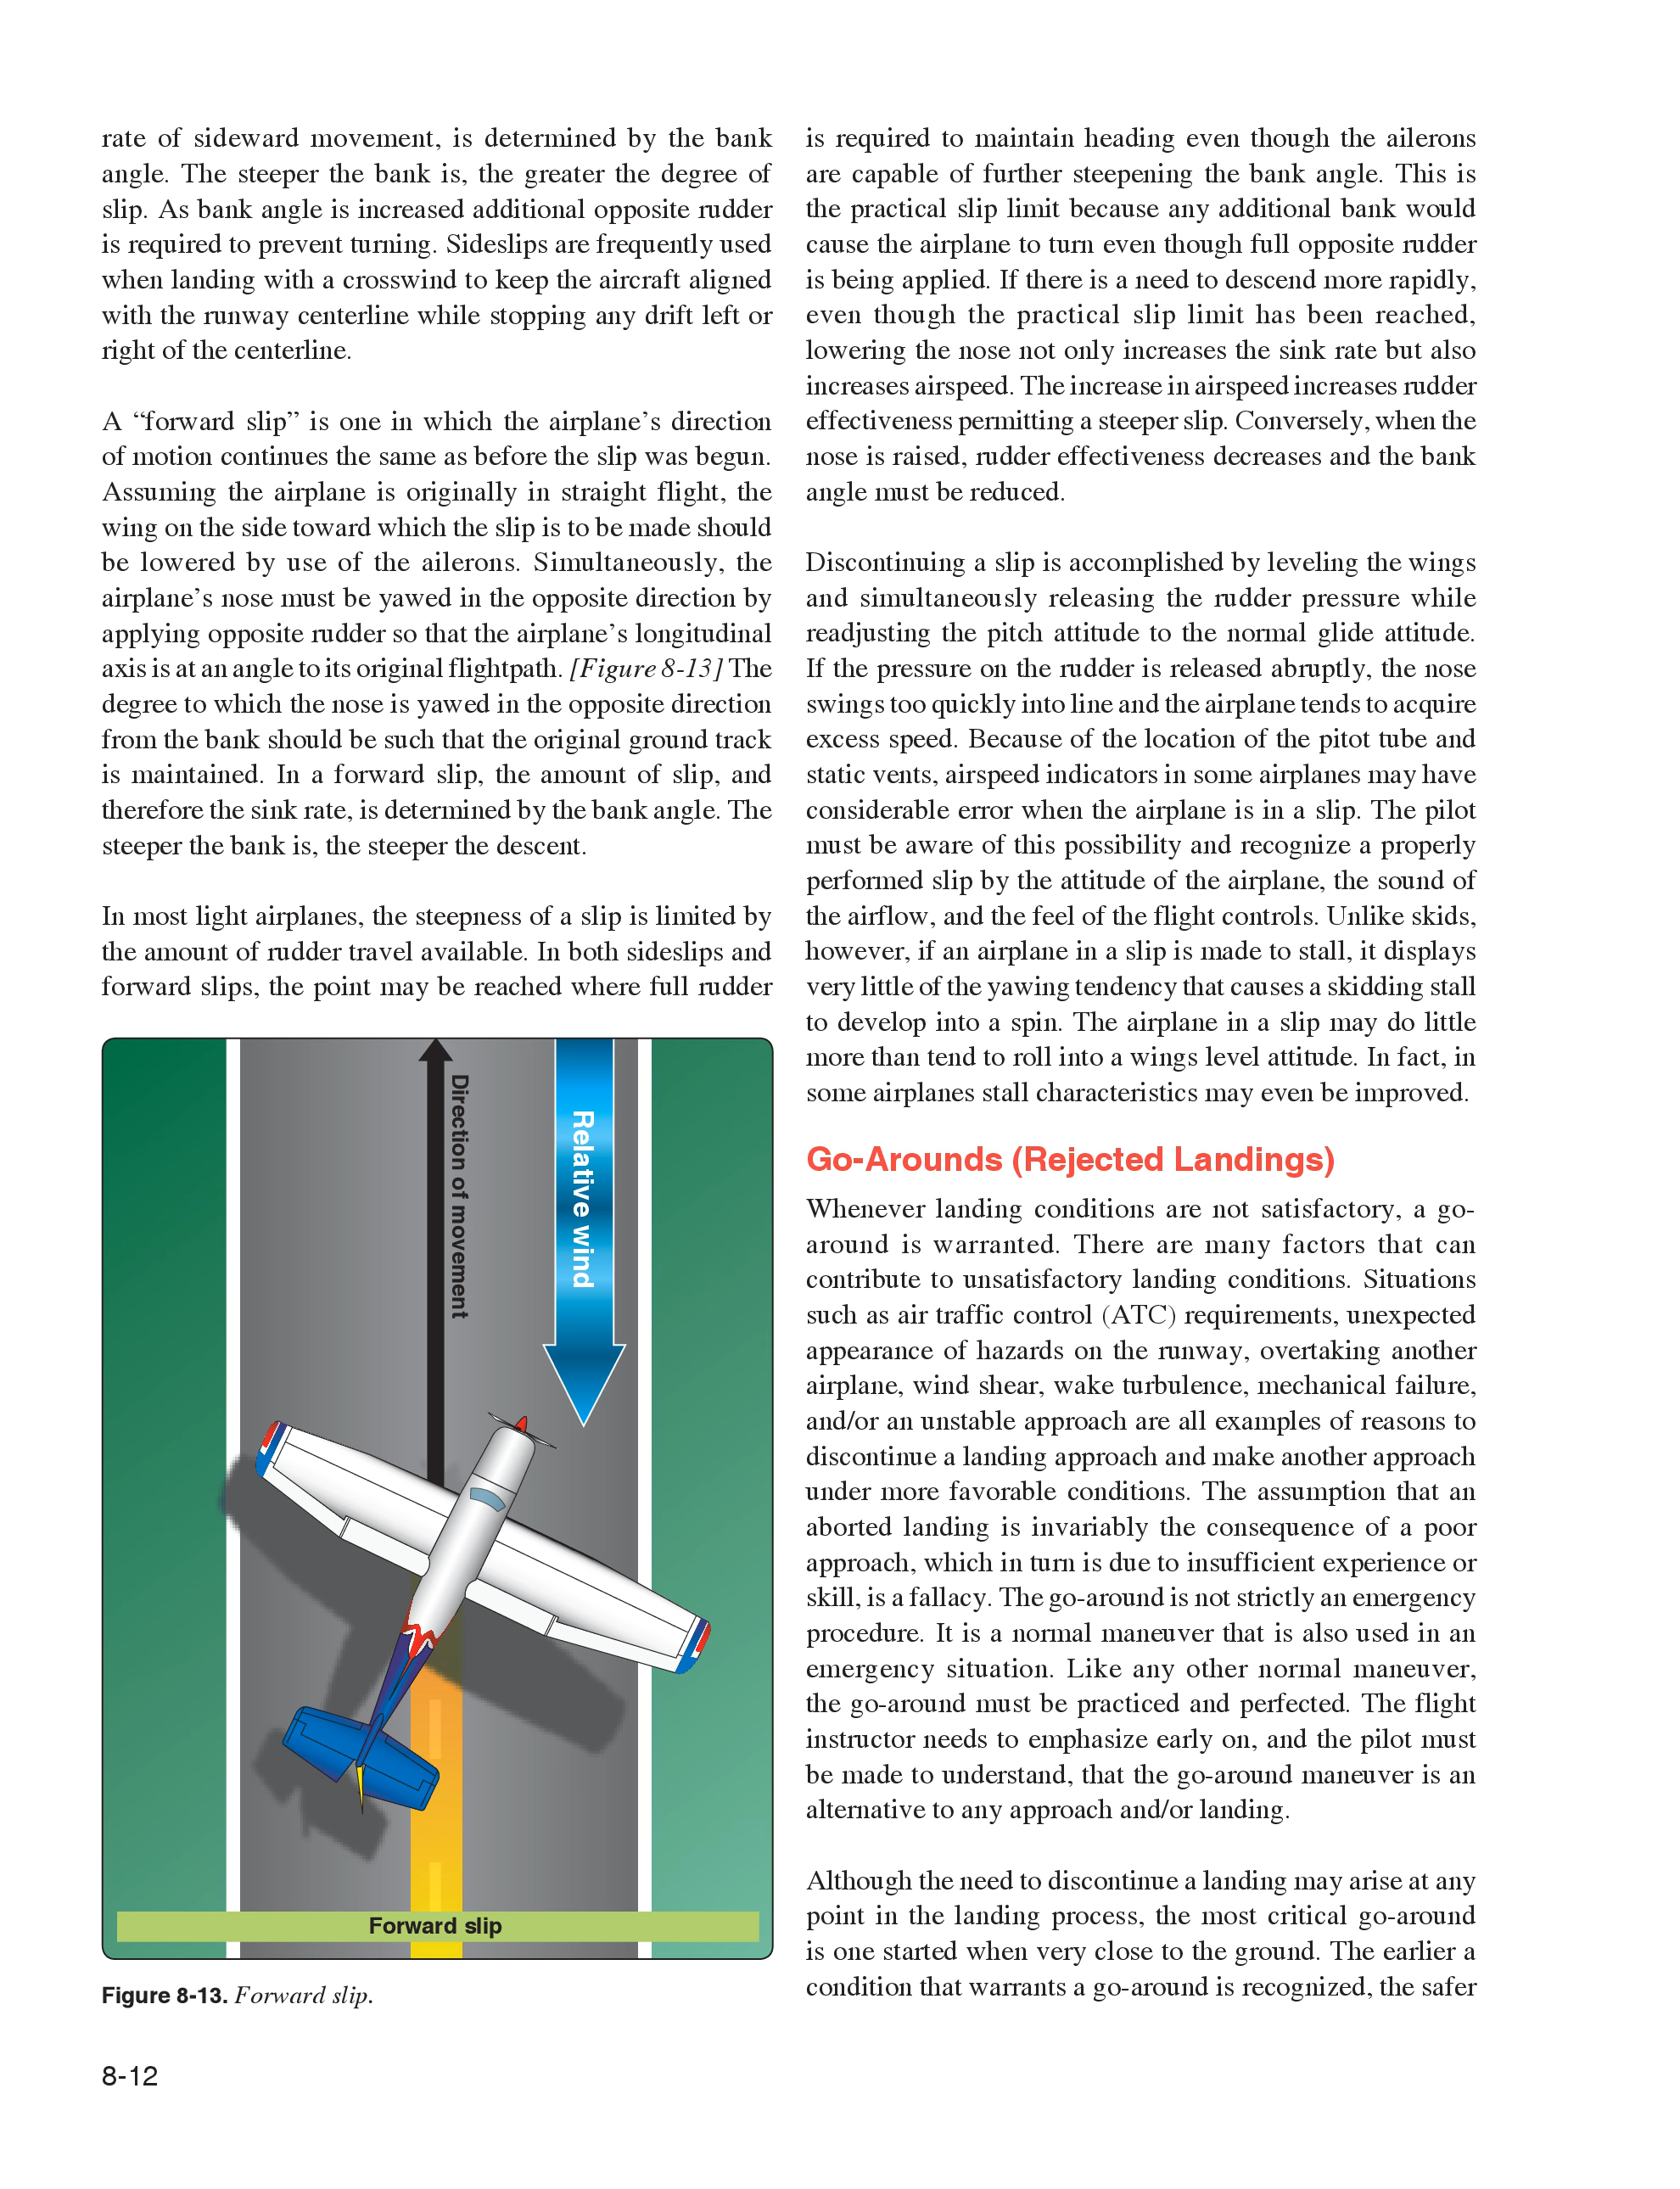 rate of sideward movement, is determined by the bank
angle. The steeper the bank is, the greater the degree of
slip. As bank angle is increased additional opposite rudder
is required to prevent turning. Sideslips are frequently used
when landing with a crosswind to keep the aircraft aligned
with the runway centerline while stopping any drift left or
right of the centerline.
A “forward slip” is one in which the airplane’s direction
of motion continues the same as before the slip was begun.
Assuming the airplane is originally in straight flight, the
wing on the side toward which the slip is to be made should
be lowered by use of the ailerons. Simultaneously, the
airplane’s nose must be yawed in the opposite direction by
applying opposite rudder so that the airplane’s longitudinal
axis is at an angle to its original flightpath. [Figure 8-13] The
degree to which the nose is yawed in the opposite direction
from the bank should be such that the original ground track
is maintained. In a forward slip, the amount of slip, and
therefore the sink rate, is determined by the bank angle. The
steeper the bank is, the steeper the descent.
In most light airplanes, the steepness of a slip is limited by
the amount of rudder travel available. In both sideslips and
forward slips, the point may be reached where full rudder
Direction of movement
Relative wind
Forward slip
Figure 8-13. Forward slip.
is required to maintain heading even though the ailerons
are capable of further steepening the bank angle. This is
the practical slip limit because any additional bank would
cause the airplane to turn even though full opposite rudder
is being applied. If there is a need to descend more rapidly,
even though the practical slip limit has been reached,
lowering the nose not only increases the sink rate but also
increases airspeed. The increase in airspeed increases rudder
effectiveness permitting a steeper slip. Conversely, when the
nose is raised, rudder effectiveness decreases and the bank
angle must be reduced.
Discontinuing a slip is accomplished by leveling the wings
and simultaneously releasing the rudder pressure while
readjusting the pitch attitude to the normal glide attitude.
If the pressure on the rudder is released abruptly, the nose
swings too quickly into line and the airplane tends to acquire
excess speed. Because of the location of the pitot tube and
static vents, airspeed indicators in some airplanes may have
considerable error when the airplane is in a slip. The pilot
must be aware of this possibility and recognize a properly
performed slip by the attitude of the airplane, the sound of
the airflow, and the feel of the flight controls. Unlike skids,
however, if an airplane in a slip is made to stall, it displays
very little of the yawing tendency that causes a skidding stall
to develop into a spin. The airplane in a slip may do little
more than tend to roll into a wings level attitude. In fact, in
some airplanes stall characteristics may even be improved.
Go-Arounds (Rejected Landings)
Whenever landing conditions are not satisfactory, a go-
around is warranted. There are many factors that can
contribute to unsatisfactory landing conditions. Situations
such as air traffic control (ATC) requirements, unexpected
appearance of hazards on the runway, overtaking another
airplane, wind shear, wake turbulence, mechanical failure,
and/or an unstable approach are all examples of reasons to
discontinue a landing approach and make another approach
under more favorable conditions. The assumption that an
aborted landing is invariably the consequence of a poor
approach, which in turn is due to insufficient experience or
skill, is a fallacy. The go-around is not strictly an emergency
procedure. It is a normal maneuver that is also used in an
emergency situation. Like any other normal maneuver,
the go-around must be practiced and perfected. The flight
instructor needs to emphasize early on, and the pilot must
be made to understand, that the go-around maneuver is an
alternative to any approach and/or landing.
Although the need to discontinue a landing may arise at any
point in the landing process, the most critical go-around
is one started when very close to the ground. The earlier a
condition that warrants a go-around is recognized, the safer
8-12